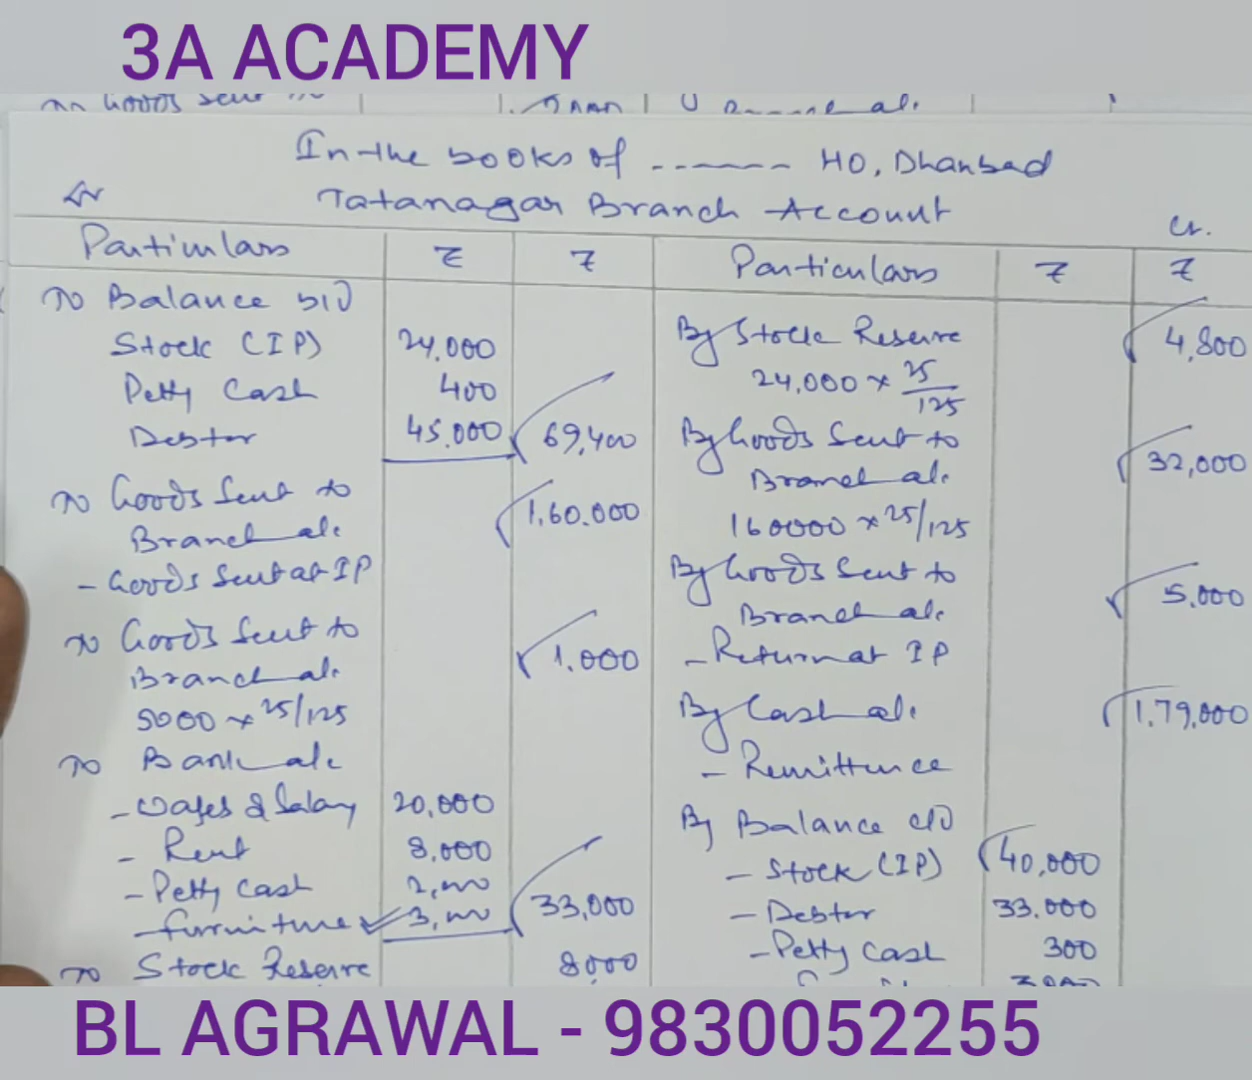 3A ACADEMY
In the books of ------- HO, Dhanbad
Tatanagar Branch Account
Dr
Cr.
Particulars ₹ ₹ Particulars ₹ ₹
To Balance b/d
Stock (IP) 24,000
Petty Cash 400
Debtor 45,000 69,400
To Goods Sent to
Branch a/c 1,60,000
- Goods Sent at IP
To Goods Sent to
Branch a/c 1,000
5000 x 25/125
To Bank a/c
- Wages & Salary 20,000
- Rent 8,000
- Petty Cash 2,000
- furniture 3,000 33,000
To Stock Reserve 8000
By Stock Reserve 4,800
24,000 x 25/125
By Goods Sent to
Branch a/c 32,000
160000 x 25/125
By Goods Sent to
Branch a/c 5,000
- Return at IP
By Cash a/c 1,79,000
- Remittence
By Balance c/d
- Stock (IP) 40,000
- Debtor 33,000
- Petty Cash 300
BL AGRAWAL - 9830052255